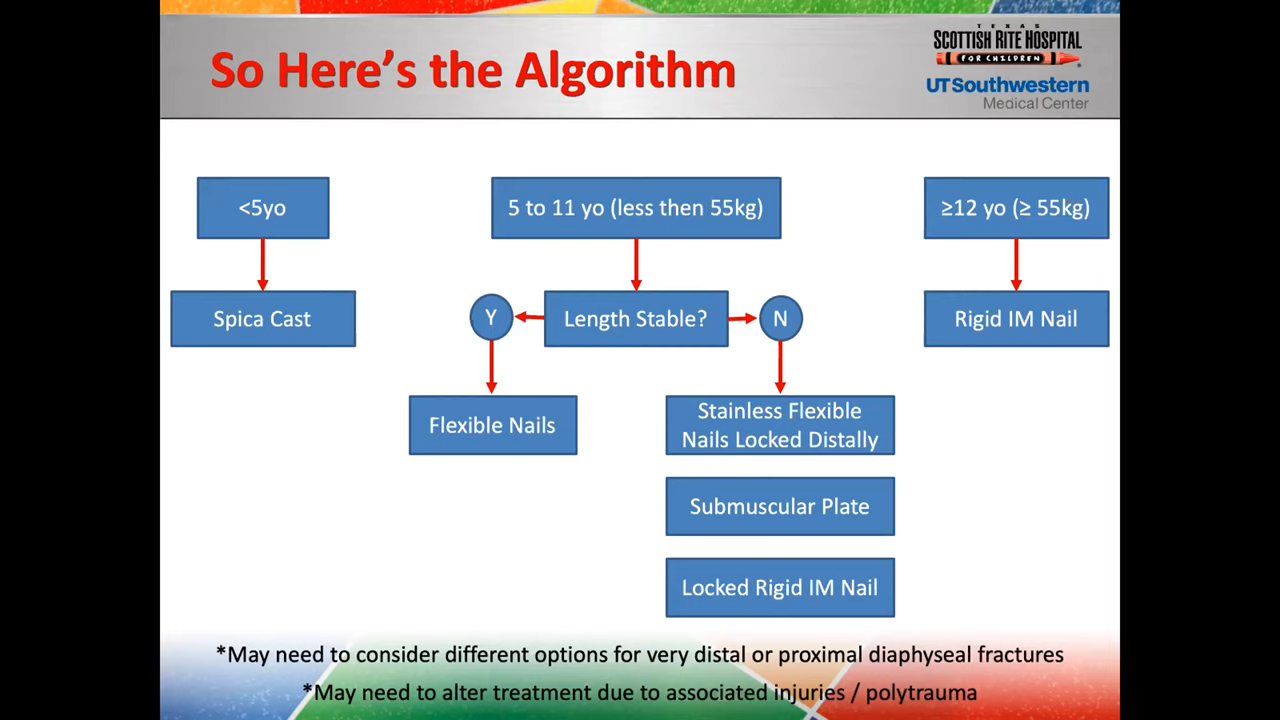 So Here's the Algorithm
TEXAS
SCOTTISH RITE HOSPITAL
FOR CHILDREN
UTSouthwestern
Medical Center
<5yo
5 to 11 yo (less then 55kg)
≥12 yo (≥ 55kg)
Spica Cast
Y
Length Stable?
N
Rigid IM Nail
Flexible Nails
Stainless Flexible
Nails Locked Distally
Submuscular Plate
Locked Rigid IM Nail
*May need to consider different options for very distal or proximal diaphyseal fractures
*May need to alter treatment due to associated injuries / polytrauma